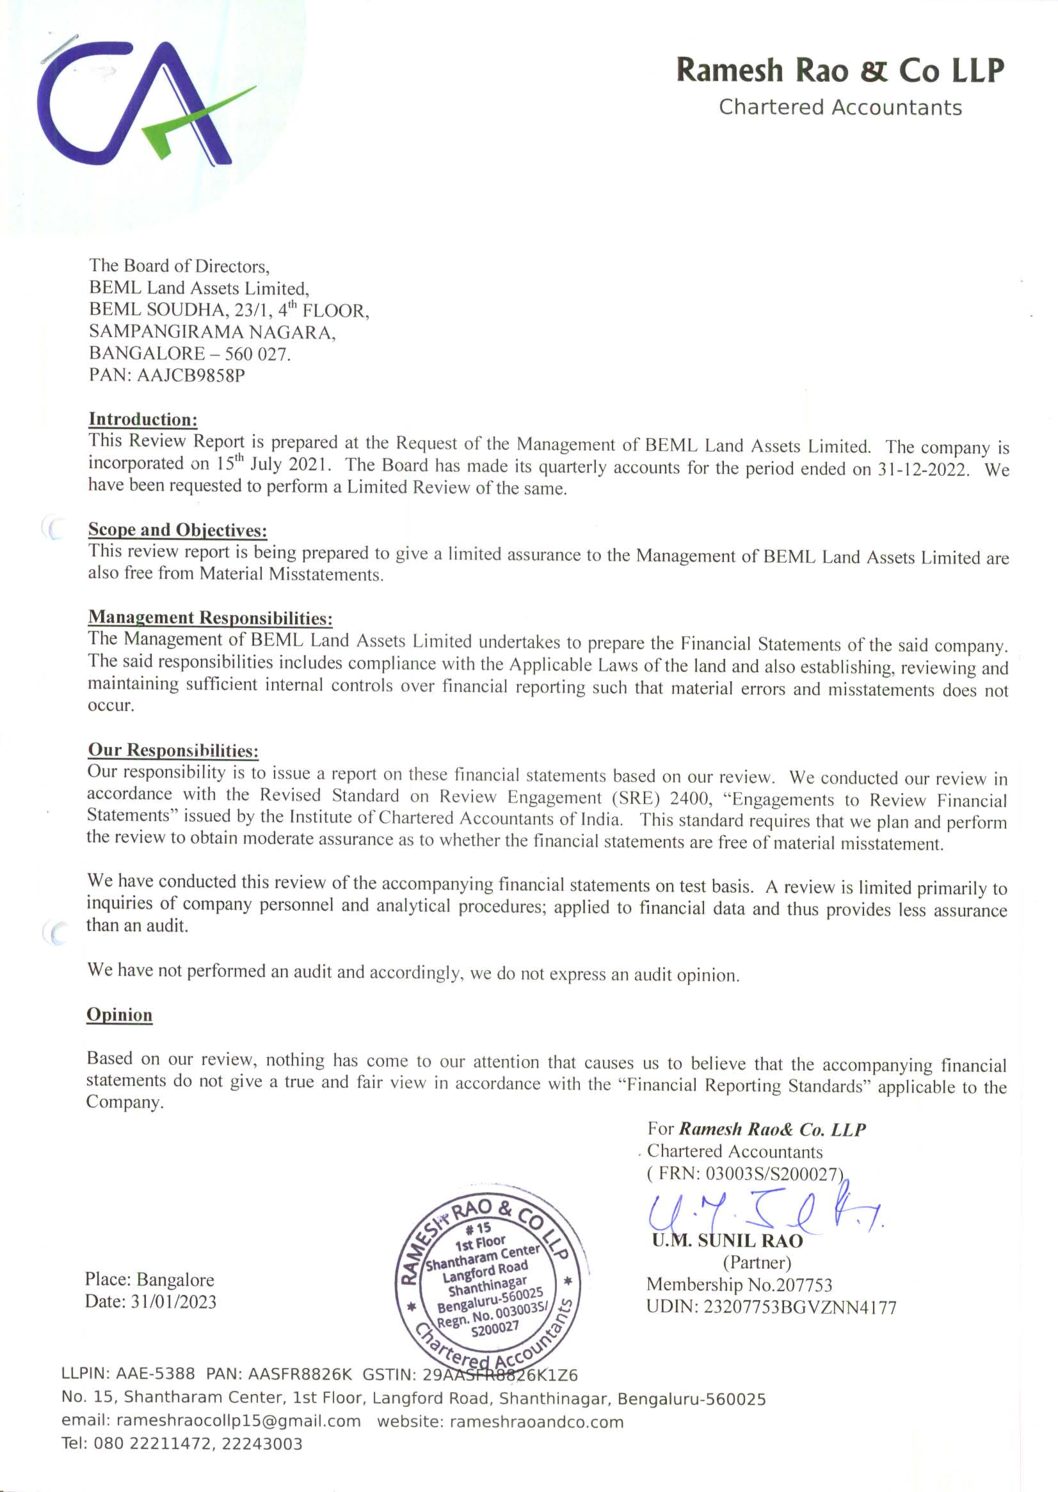 CA
Ramesh Rao & Co LLP
Chartered Accountants
The Board of Directors,
BEML Land Assets Limited,
BEML SOUDHA, 23/1, 4th FLOOR,
SAMPANGIRAMA NAGARA,
BANGALORE – 560 027.
PAN: AAJCB9858P
Introduction:
This Review Report is prepared at the Request of the Management of BEML Land Assets Limited. The company is
incorporated on 15th July 2021. The Board has made its quarterly accounts for the period ended on 31-12-2022. We
have been requested to perform a Limited Review of the same.
Scope and Objectives:
This review report is being prepared to give a limited assurance to the Management of BEML Land Assets Limited are
also free from Material Misstatements.
Management Responsibilities:
The Management of BEML Land Assets Limited undertakes to prepare the Financial Statements of the said company.
The said responsibilities includes compliance with the Applicable Laws of the land and also establishing, reviewing and
maintaining sufficient internal controls over financial reporting such that material errors and misstatements does not
occur.
Our Responsibilities:
Our responsibility is to issue a report on these financial statements based on our review. We conducted our review in
accordance with the Revised Standard on Review Engagement (SRE) 2400, “Engagements to Review Financial
Statements” issued by the Institute of Chartered Accountants of India. This standard requires that we plan and perform
the review to obtain moderate assurance as to whether the financial statements are free of material misstatement.
We have conducted this review of the accompanying financial statements on test basis. A review is limited primarily to
inquiries of company personnel and analytical procedures; applied to financial data and thus provides less assurance
than an audit.
We have not performed an audit and accordingly, we do not express an audit opinion.
Opinion
Based on our review, nothing has come to our attention that causes us to believe that the accompanying financial
statements do not give a true and fair view in accordance with the “Financial Reporting Standards” applicable to the
Company.
For Ramesh Rao& Co. LLP
Chartered Accountants
( FRN: 03003S/S200027)
U.M. SUNIL RAO
(Partner)
Membership No.207753
UDIN: 23207753BGVZNN4177
RAMESH RAO & CO LLP
# 15
1st Floor
Shantharam Center
Langford Road
Shanthinagar
Bengaluru-560025
Regn. No. 003003S/
S200027
* Chartered Accountants *
Place: Bangalore
Date: 31/01/2023
LLPIN: AAE-5388 PAN: AASFR8826K GSTIN: 29AASFR8826K1Z6
No. 15, Shantharam Center, 1st Floor, Langford Road, Shanthinagar, Bengaluru-560025
email: rameshraocollp15@gmail.com website: rameshraoandco.com
Tel: 080 22211472, 22243003